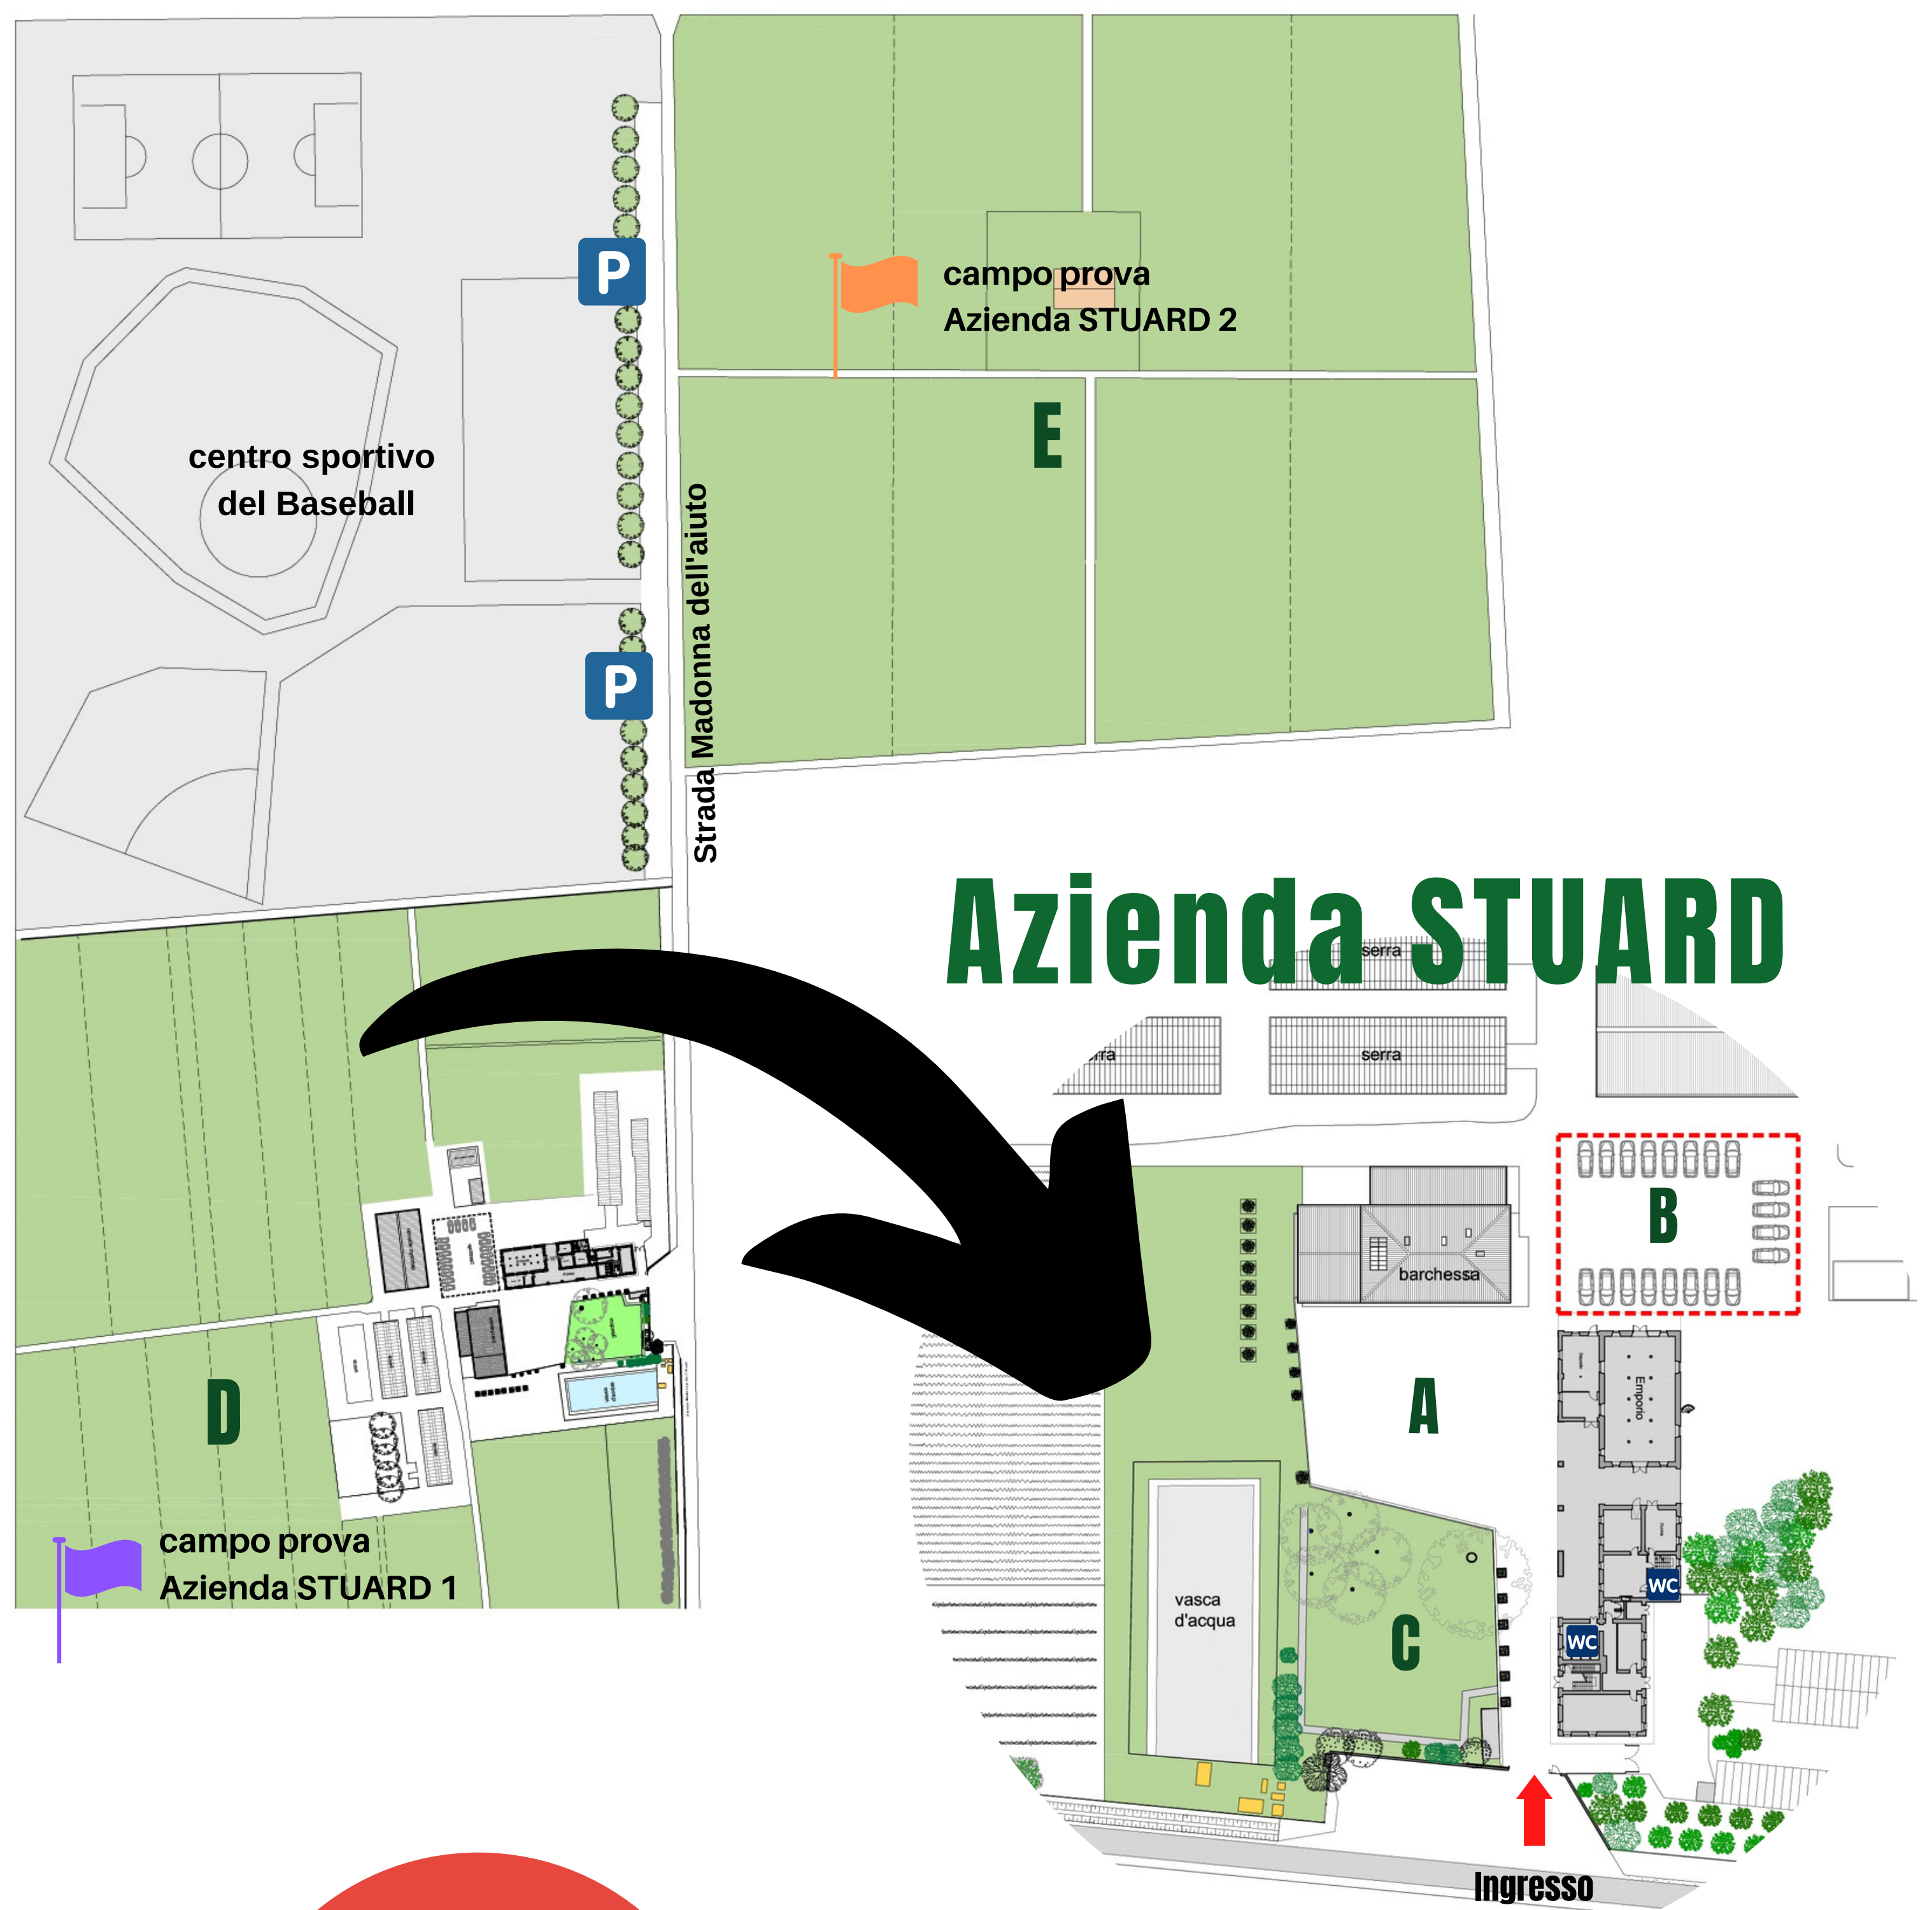 P
campo prova
Azienda STUARD 2
E
centro sportivo
del Baseball
Strada Madonna dell'aiuto
P
Azienda STUARD
serra
serra
B
barchessa
Emporio
A
D
campo prova
Azienda STUARD 1
WC
vasca
d'acqua
C
WC
Ingresso